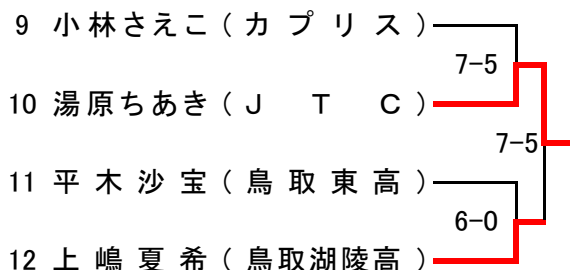 9 小林さえこ(カプリス)
7-5
10 湯原ちあき(JTC)
7-5
11 平木沙宝(鳥取東高)
6-0
12 上嶋夏希(鳥取湖陵高)